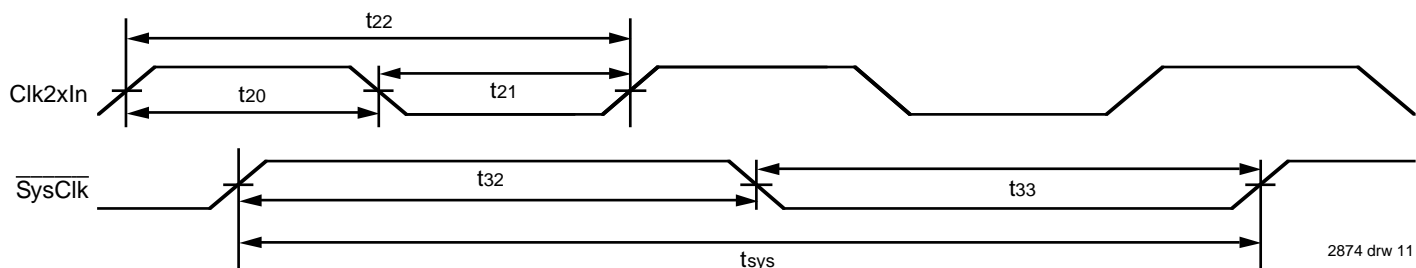 t22
Clk2xIn
t20
t21
SysClk
t32
t33
tsys
2874 drw 11